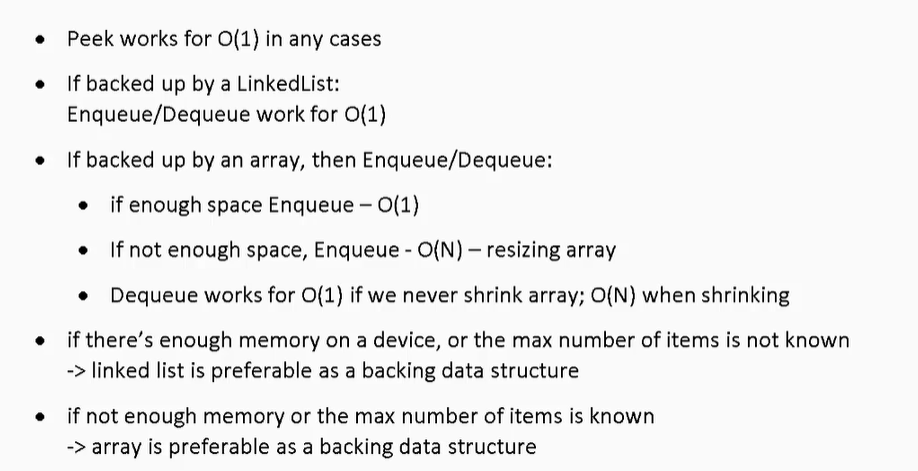 • Peek works for O(1) in any cases
• If backed up by a LinkedList:
Enqueue/Dequeue work for O(1)
• If backed up by an array, then Enqueue/Dequeue:
• if enough space Enqueue – O(1)
• If not enough space, Enqueue - O(N) – resizing array
• Dequeue works for O(1) if we never shrink array; O(N) when shrinking
• if there's enough memory on a device, or the max number of items is not known
-> linked list is preferable as a backing data structure
• if not enough memory or the max number of items is known
-> array is preferable as a backing data structure